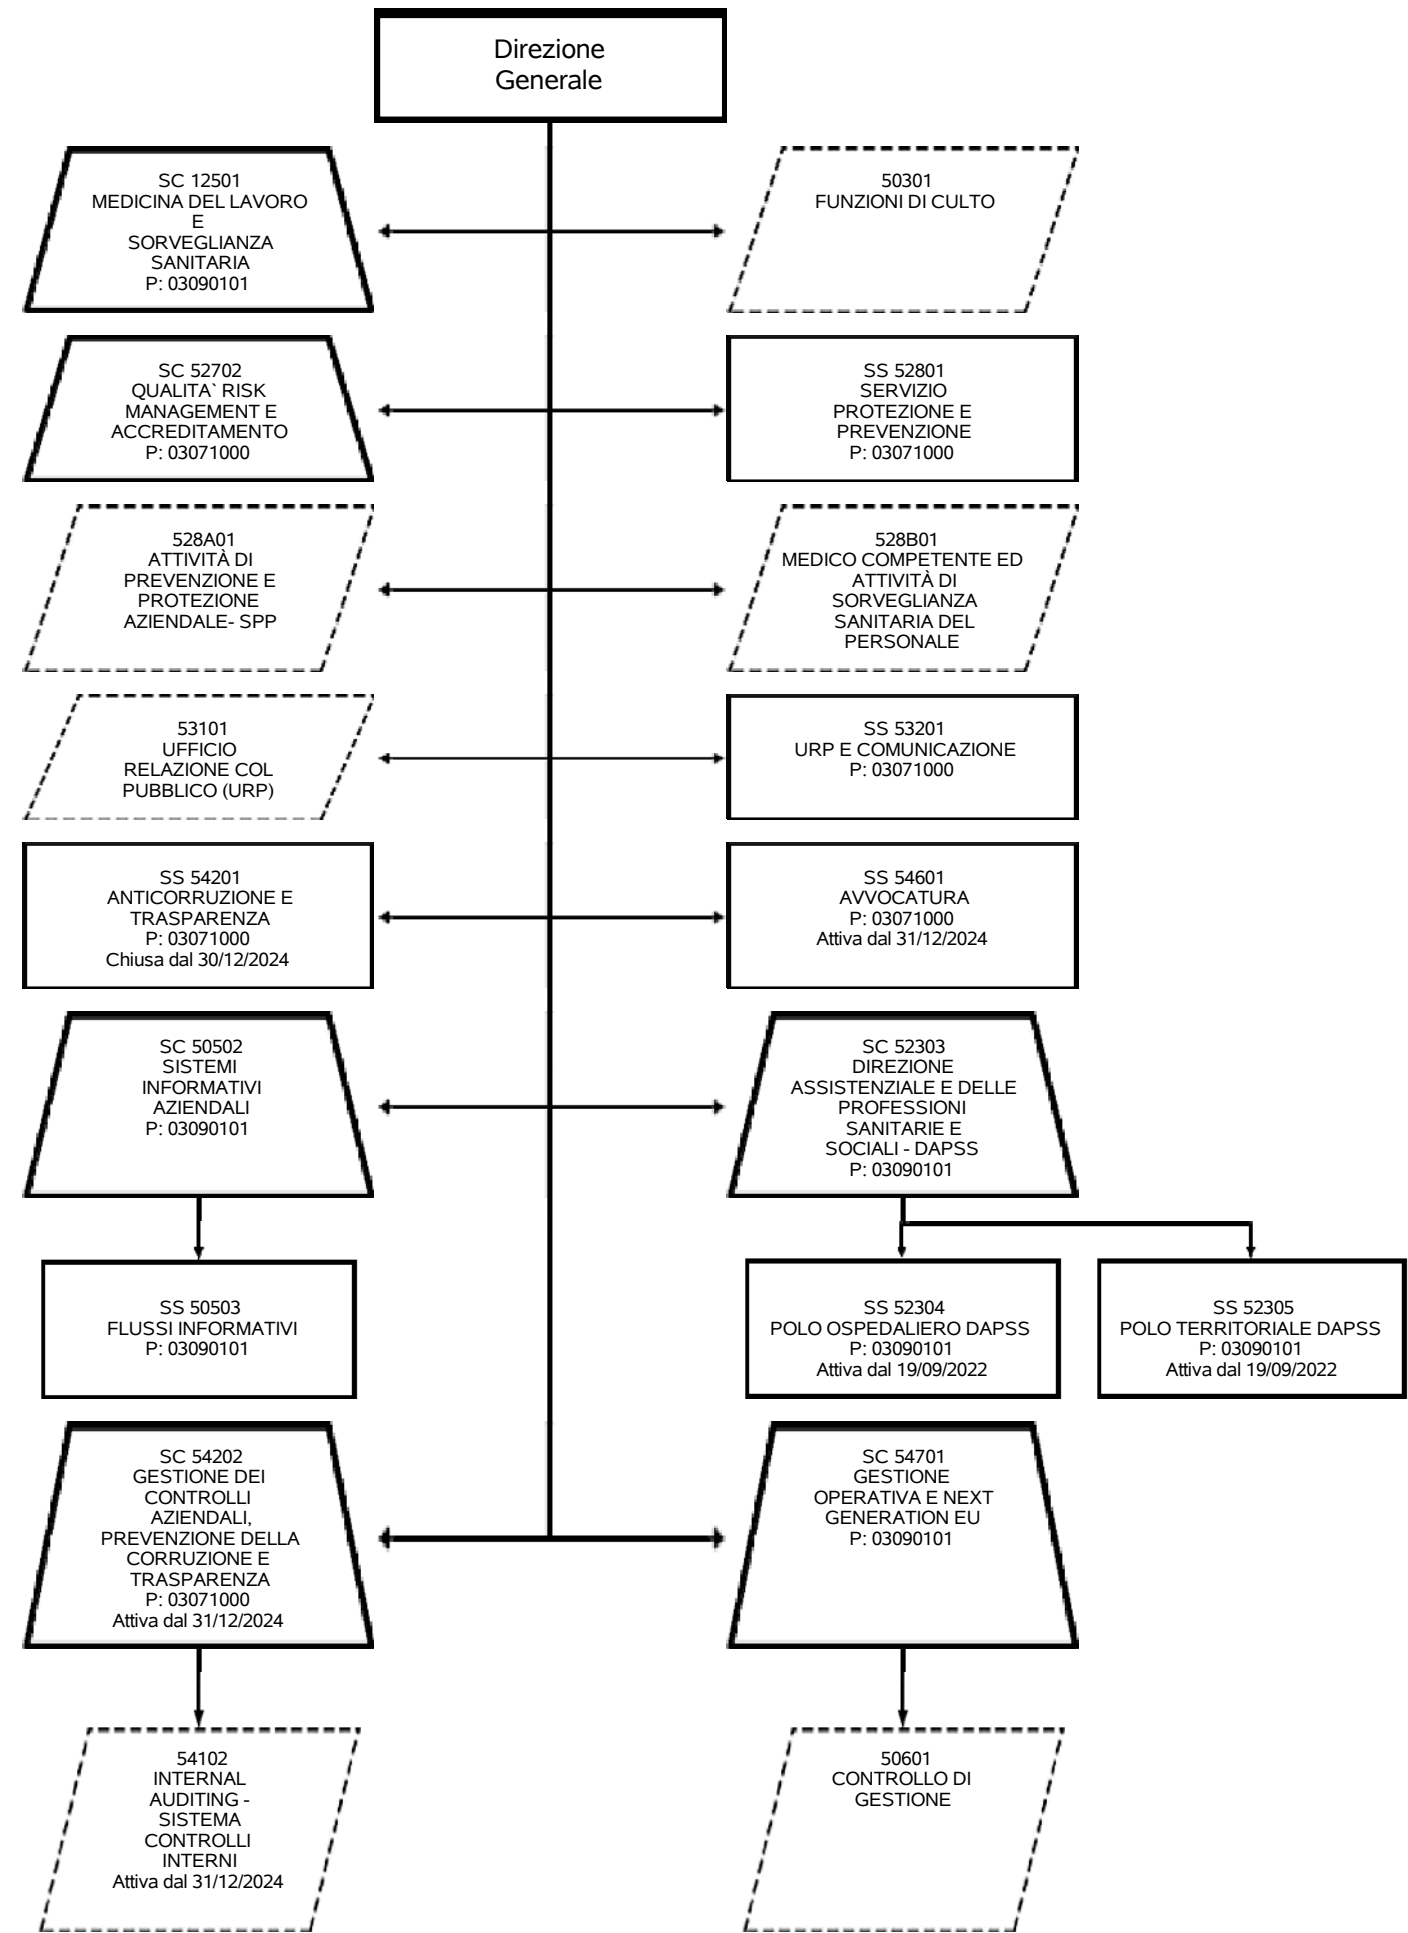 Direzione
Generale
SC 12501
MEDICINA DEL LAVORO
E
SORVEGLIANZA
SANITARIA
P: 03090101
50301
FUNZIONI DI CULTO
SC 52702
QUALITA` RISK
MANAGEMENT E
ACCREDITAMENTO
P: 03071000
SS 52801
SERVIZIO
PROTEZIONE E
PREVENZIONE
P: 03071000
528A01
ATTIVITÀ DI
PREVENZIONE E
PROTEZIONE
AZIENDALE- SPP
528B01
MEDICO COMPETENTE ED
ATTIVITÀ DI
SORVEGLIANZA
SANITARIA DEL
PERSONALE
53101
UFFICIO
RELAZIONE COL
PUBBLICO (URP)
SS 53201
URP E COMUNICAZIONE
P: 03071000
SS 54201
ANTICORRUZIONE E
TRASPARENZA
P: 03071000
Chiusa dal 30/12/2024
SS 54601
AVVOCATURA
P: 03071000
Attiva dal 31/12/2024
SC 50502
SISTEMI
INFORMATIVI
AZIENDALI
P: 03090101
SC 52303
DIREZIONE
ASSISTENZIALE E DELLE
PROFESSIONI
SANITARIE E
SOCIALI - DAPSS
P: 03090101
SS 50503
FLUSSI INFORMATIVI
P: 03090101
SS 52304
POLO OSPEDALIERO DAPSS
P: 03090101
Attiva dal 19/09/2022
SS 52305
POLO TERRITORIALE DAPSS
P: 03090101
Attiva dal 19/09/2022
SC 54202
GESTIONE DEI
CONTROLLI
AZIENDALI,
PREVENZIONE DELLA
CORRUZIONE E
TRASPARENZA
P: 03071000
Attiva dal 31/12/2024
SC 54701
GESTIONE
OPERATIVA E NEXT
GENERATION EU
P: 03090101
54102
INTERNAL
AUDITING -
SISTEMA
CONTROLLI
INTERNI
Attiva dal 31/12/2024
50601
CONTROLLO DI
GESTIONE